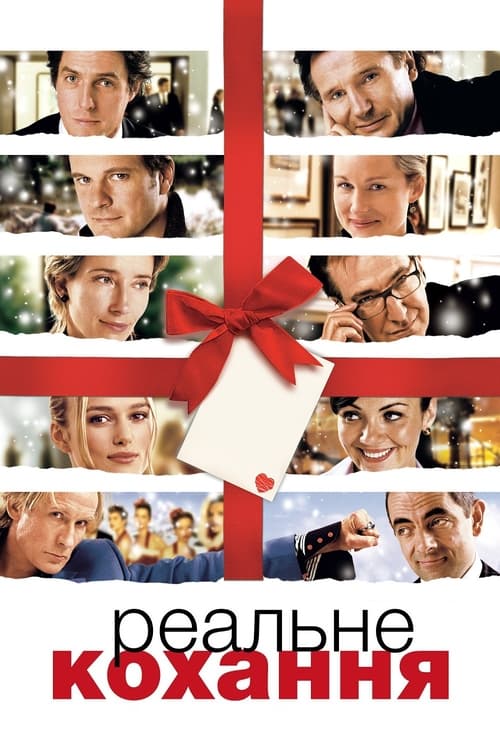 реальне
кохання